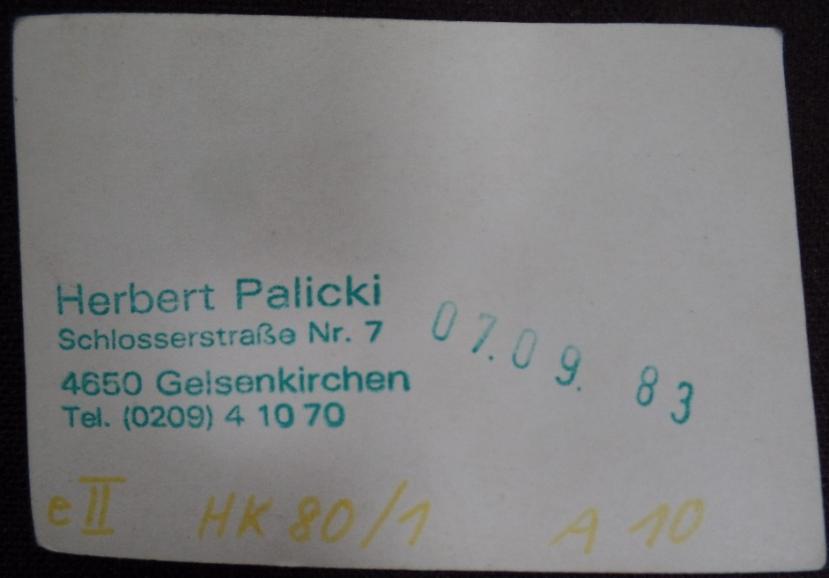 Herbert Palicki
Schlosserstraße Nr. 7
4650 Gelsenkirchen
Tel. (0209) 4 10 70
07.09.83
e II HK 80/1 A 10